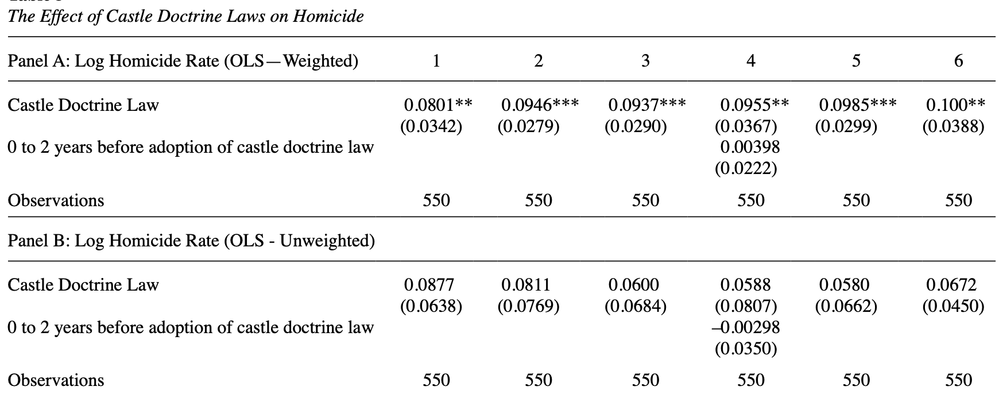 The Effect of Castle Doctrine Laws on Homicide
Panel A: Log Homicide Rate (OLS—Weighted) 1 2 3 4 5 6
Castle Doctrine Law 0.0801** 0.0946*** 0.0937*** 0.0955** 0.0985*** 0.100**
(0.0342) (0.0279) (0.0290) (0.0367) (0.0299) (0.0388)
0 to 2 years before adoption of castle doctrine law 0.00398
(0.0222)
Observations 550 550 550 550 550 550
Panel B: Log Homicide Rate (OLS - Unweighted)
Castle Doctrine Law 0.0877 0.0811 0.0600 0.0588 0.0580 0.0672
(0.0638) (0.0769) (0.0684) (0.0807) (0.0662) (0.0450)
0 to 2 years before adoption of castle doctrine law –0.00298
(0.0350)
Observations 550 550 550 550 550 550